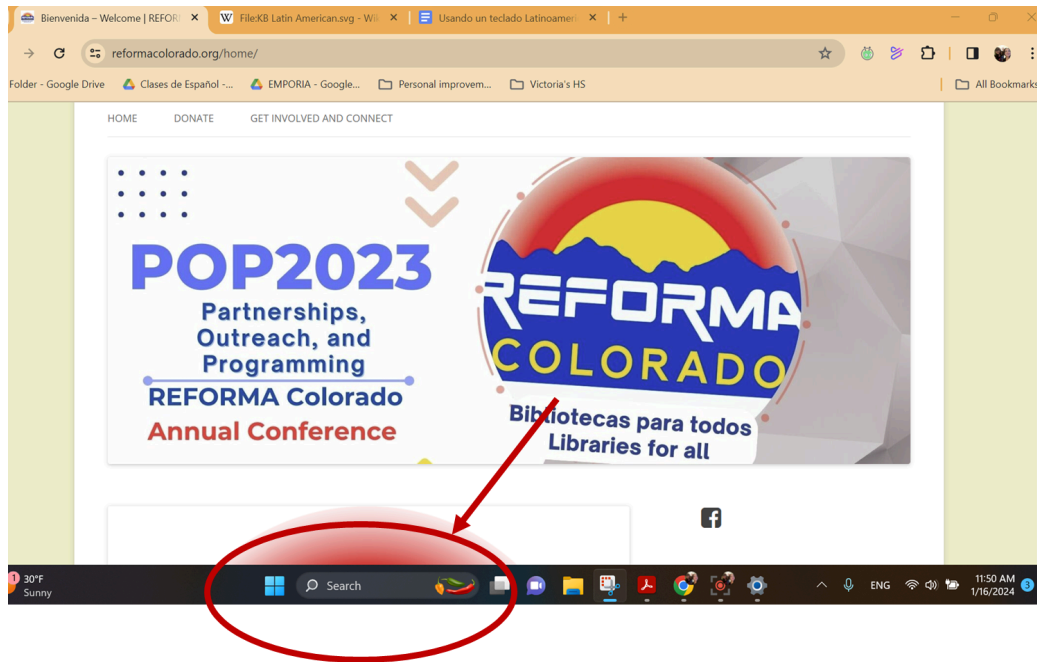 Bienvenida – Welcome | REFOR
File:KB Latin American.svg - Wi
Usando un teclado Latinoameri
reformacolorado.org/home/
Folder - Google Drive
Clases de Español -...
EMPORIA - Google...
Personal improvem...
Victoria's HS
All Bookmarks
HOME DONATE GET INVOLVED AND CONNECT
POP2023
Partnerships,
Outreach, and
Programming
REFORMA Colorado
Annual Conference
REFORMA
COLORADO
Bibliotecas para todos
Libraries for all
1
30°F
Sunny
Search
ENG
11:50 AM
1/16/2024
3